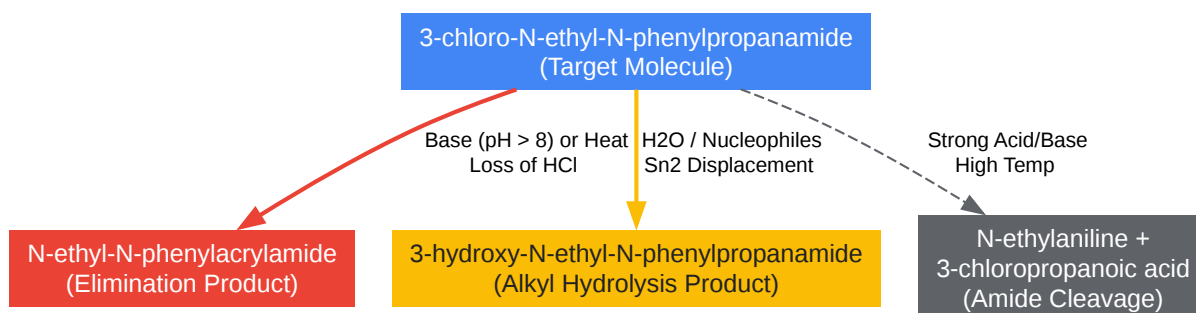 3-chloro-N-ethyl-N-phenylpropanamide
(Target Molecule)
Base (pH > 8) or Heat
Loss of HCl
H2O / Nucleophiles
Sn2 Displacement
Strong Acid/Base
High Temp
N-ethyl-N-phenylacrylamide
(Elimination Product)
3-hydroxy-N-ethyl-N-phenylpropanamide
(Alkyl Hydrolysis Product)
N-ethylaniline +
3-chloropropanoic acid
(Amide Cleavage)